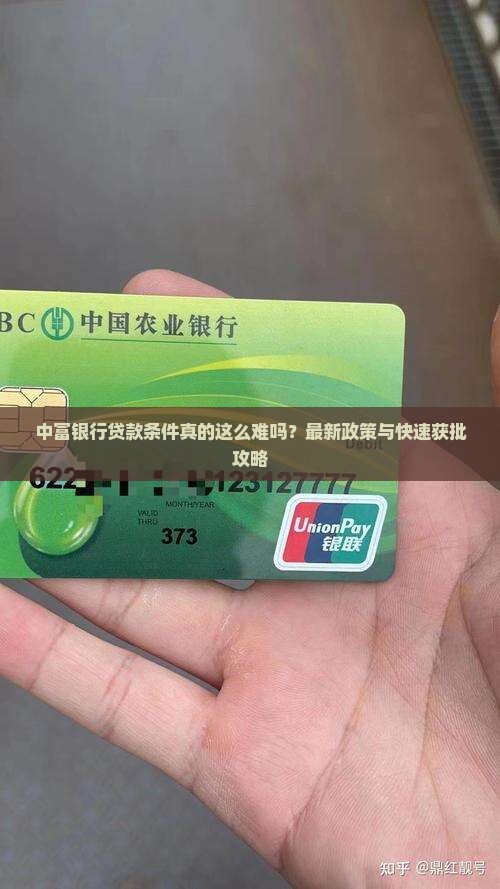 BC 中国农业银行
中富银行贷款条件真的这么难吗？最新政策与快速获批
攻略
Debit
622 123127777
MONTH/YEAR
VALID
THRU
373
UnionPay
银联
知乎 @鼎红靓号